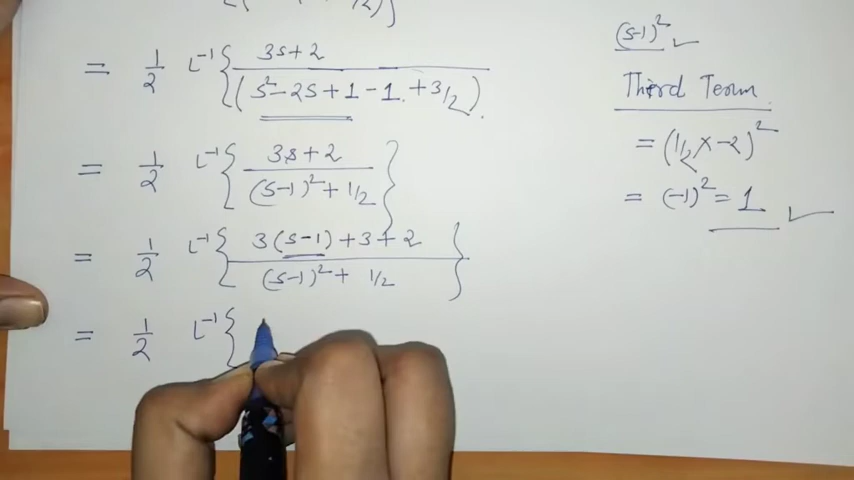 = 1/2 L⁻¹ { 3s+2 / (s²-2s+1-1.+3/2).
= 1/2 L⁻¹ { 3s+2 / (s-1)²+1/2 }
= 1/2 L⁻¹ { 3(s-1)+3+2 / (s-1)²+ 1/2 }
= 1/2 L⁻¹ {
(s-1)² ✓
Third Term
= (1/2 x -2)²
= (-1)² = 1 ✓